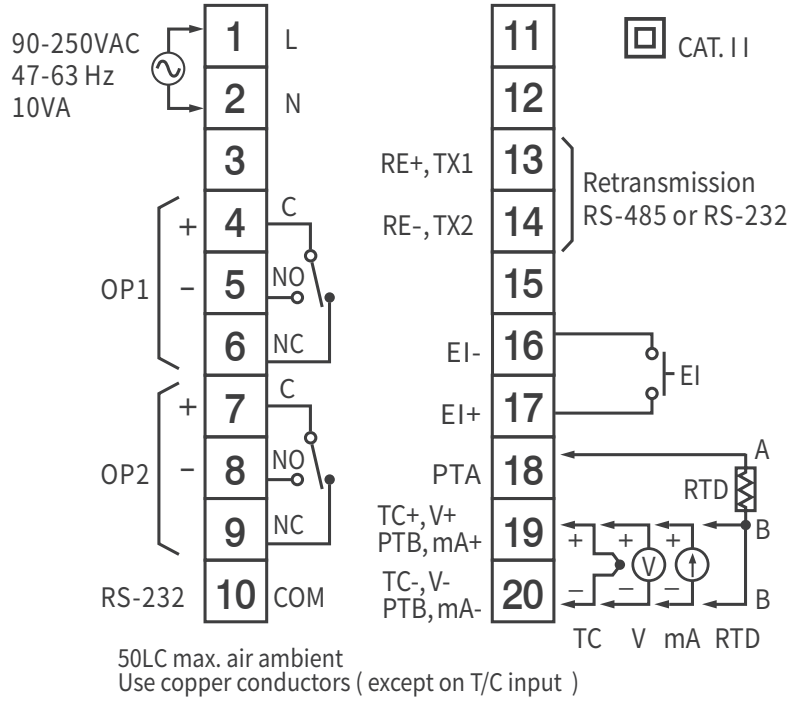 90-250VAC
47-63 Hz
10VA
1 L
2 N
3
OP1
+ 4 C
− 5 NO
6 NC
OP2
+ 7 C
− 8 NO
9 NC
RS-232 10 COM
11
12
CAT. II
RE+, TX1 13
RE-, TX2 14
Retransmission
RS-485 or RS-232
15
EI- 16
EI+ 17
EI
PTA 18 A
RTD
TC+, V+
PTB, mA+ 19 + + + B
V
TC-, V-
PTB, mA- 20 − − − B
TC V mA RTD
50LC max. air ambient
Use copper conductors ( except on T/C input )